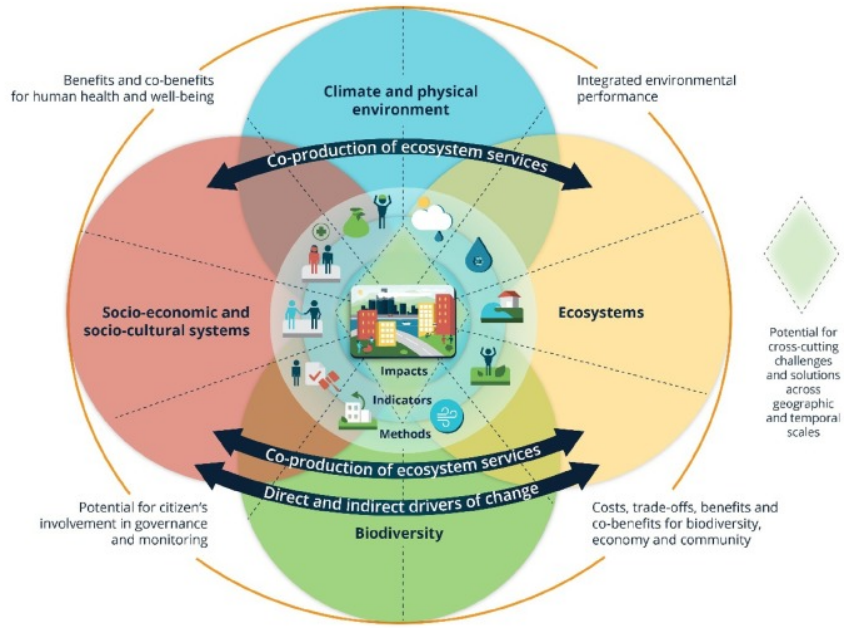 Benefits and co-benefits
for human health and well-being
Integrated environmental
performance
Climate and physical
environment
Co-production of ecosystem services
Socio-economic and
socio-cultural systems
Ecosystems
Impacts
Indicators
Methods
Co-production of ecosystem services
Direct and indirect drivers of change
Biodiversity
Potential for citizen's
involvement in governance
and monitoring
Costs, trade-offs, benefits and
co-benefits for biodiversity,
economy and community
Potential for
cross-cutting
challenges
and solutions
across
geographic
and temporal
scales